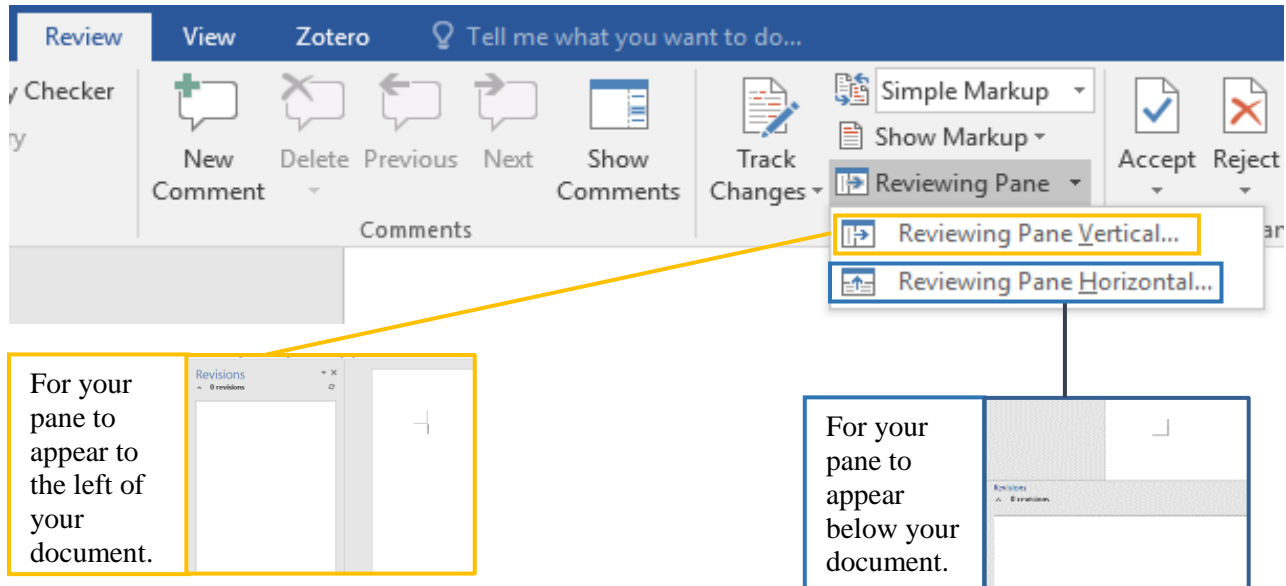 Review View Zotero Tell me what you want to do...
y Checker
ry
New Comment
Delete
Previous
Next
Show Comments
Comments
Track Changes
Simple Markup
Show Markup
Reviewing Pane
Accept
Reject
Reviewing Pane Vertical...
an
Reviewing Pane Horizontal...
For your
pane to
appear to
the left of
your
document.
Revisions
0 revisions
For your
pane to
appear
below your
document.
Revisions
0 revisions